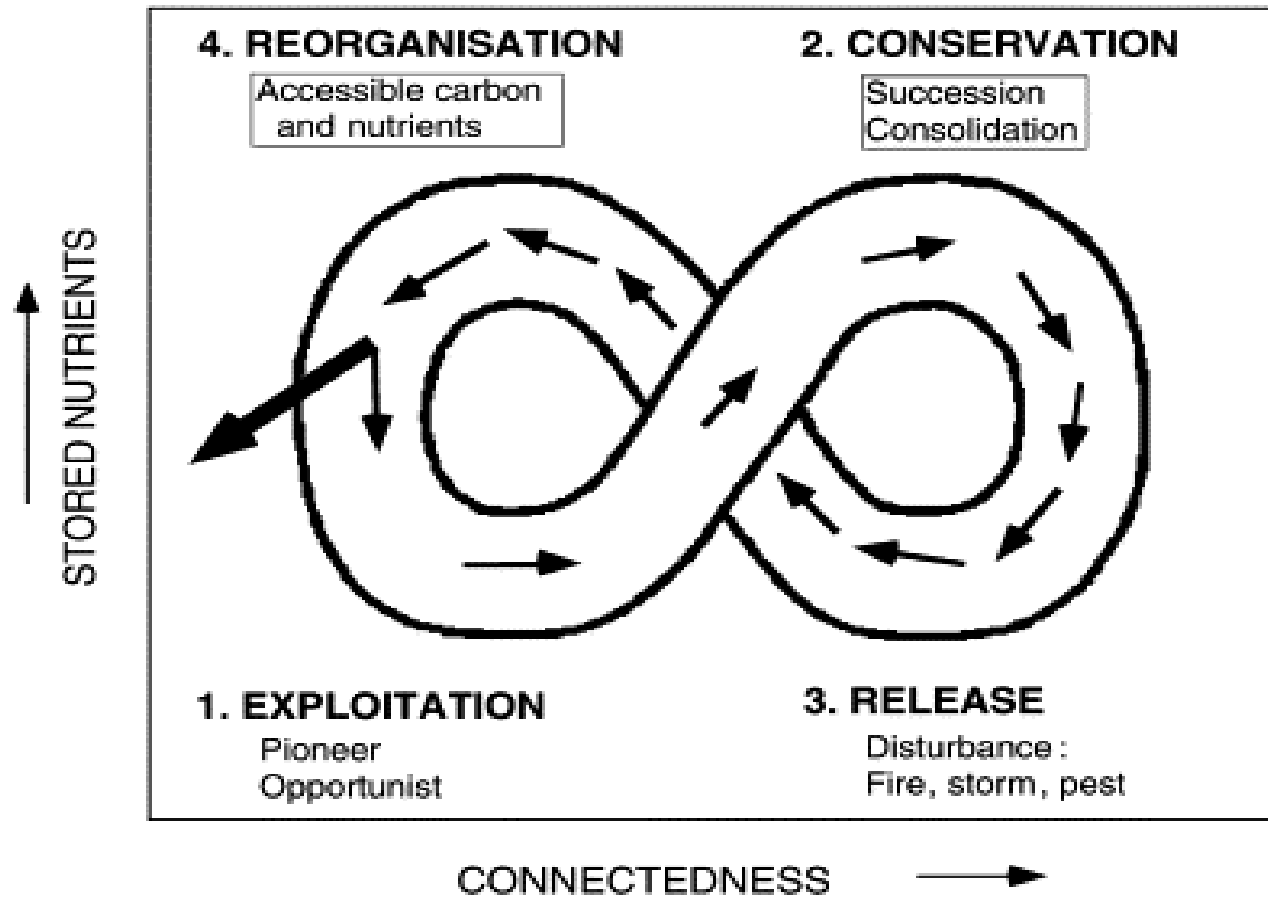 4. REORGANISATION
Accessible carbon
and nutrients
2. CONSERVATION
Succession
Consolidation
STORED NUTRIENTS
1. EXPLOITATION
Pioneer
Opportunist
3. RELEASE
Disturbance :
Fire, storm, pest
CONNECTEDNESS